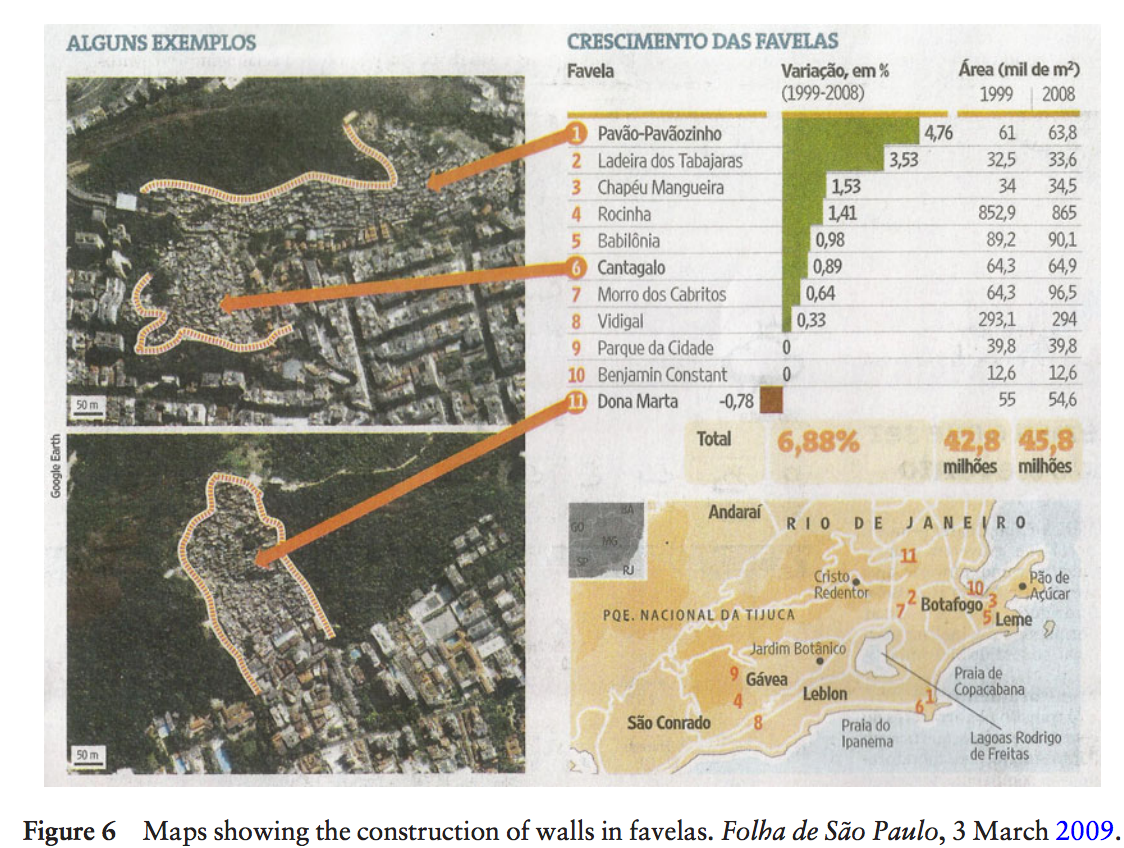 ALGUNS EXEMPLOS
50 m
Google Earth
50 m
CRESCIMENTO DAS FAVELAS
Favela Variação, em % (1999-2008) Área (mil de m²) 1999 2008
1 Pavão-Pavãozinho 4,76 61 63,8
2 Ladeira dos Tabajaras 3,53 32,5 33,6
3 Chapéu Mangueira 1,53 34 34,5
4 Rocinha 1,41 852,9 865
5 Babilônia 0,98 89,2 90,1
6 Cantagalo 0,89 64,3 64,9
7 Morro dos Cabritos 0,64 64,3 96,5
8 Vidigal 0,33 293,1 294
9 Parque da Cidade 0 39,8 39,8
10 Benjamin Constant 0 12,6 12,6
11 Dona Marta -0,78 55 54,6
Total 6,88% 42,8 milhões 45,8 milhões
GO
BA
MG
SP
RJ
Andaraí
RIO DE JANEIRO
11
Cristo
Redentor
10
Pão de
Açúcar
2
7
Botafogo
3
5
Leme
PQE. NACIONAL DA TIJUCA
Jardim Botânico
9
Gávea
4
Leblon
Praia de
Copacabana
1
6
8
São Conrado
Praia do
Ipanema
Lagoas Rodrigo
de Freitas
Figure 6 Maps showing the construction of walls in favelas. Folha de São Paulo, 3 March 2009.